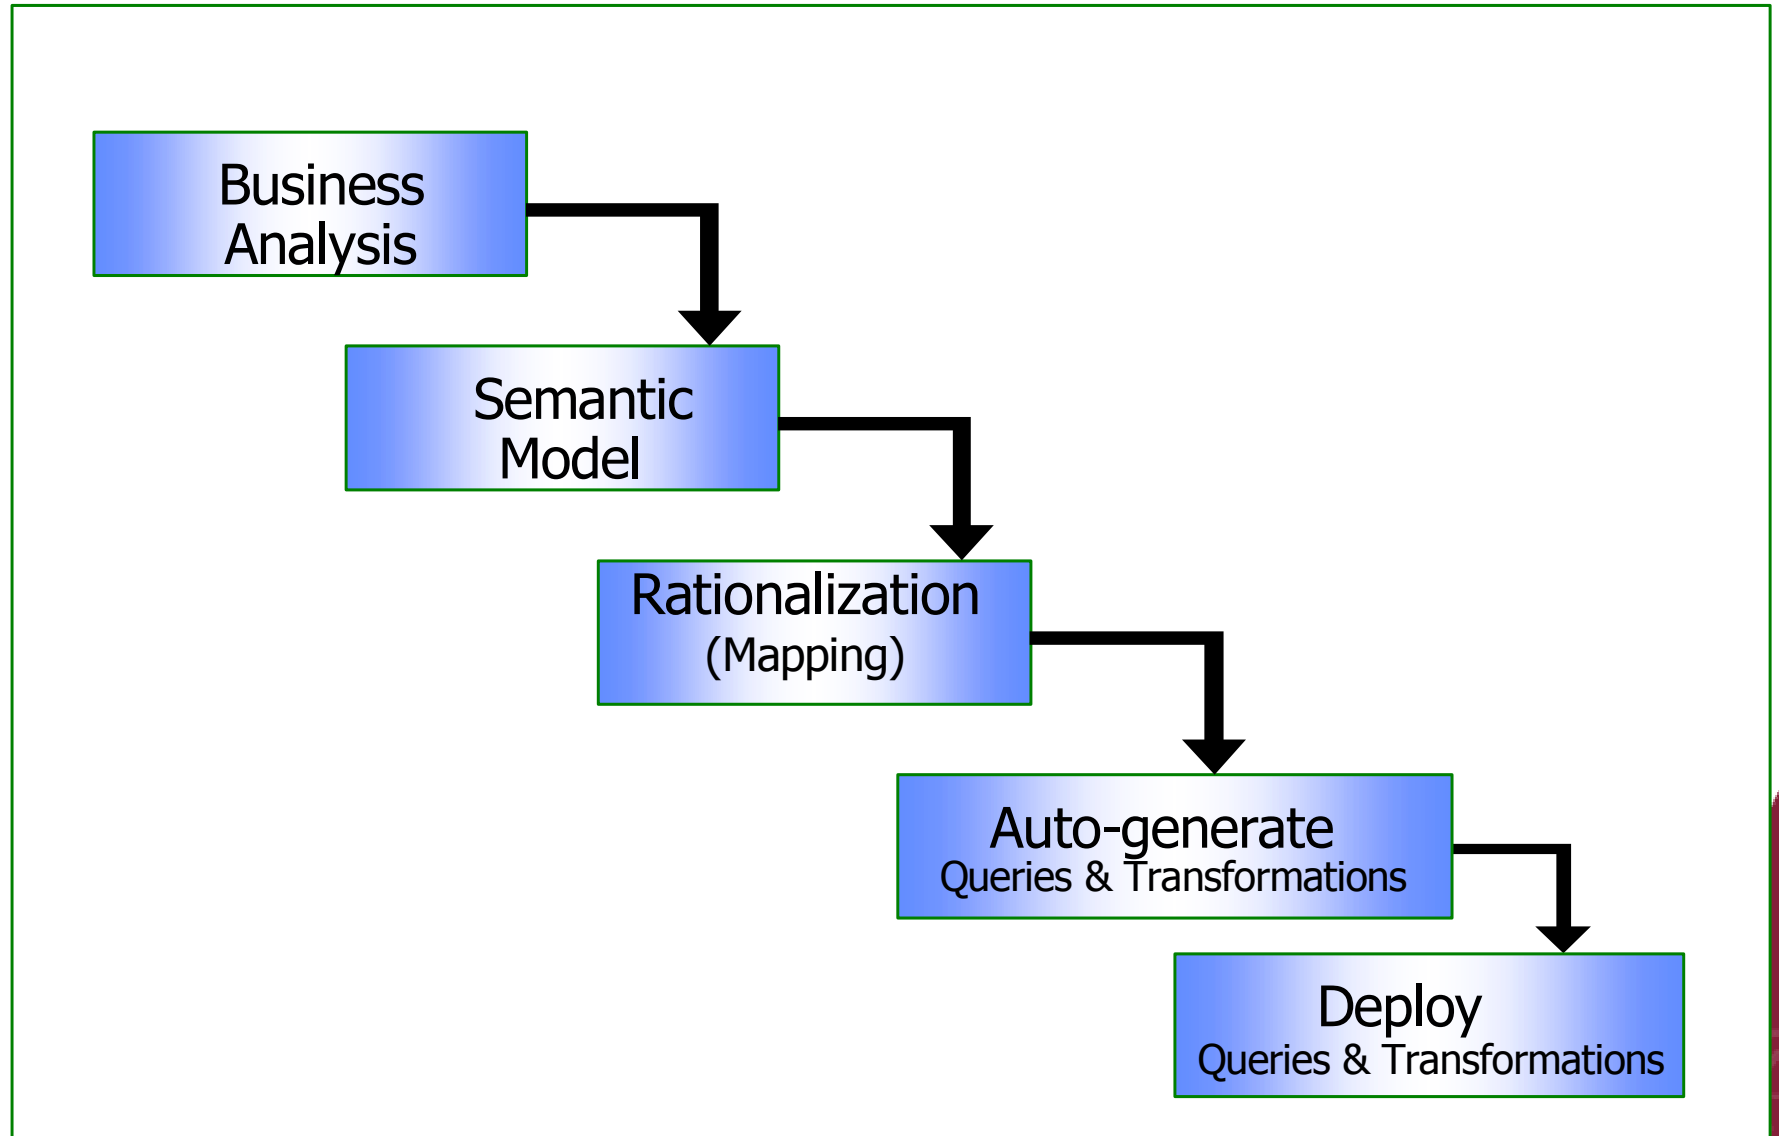 Business
Analysis
Semantic
Model
Rationalization
(Mapping)
Auto-generate
Queries & Transformations
Deploy
Queries & Transformations